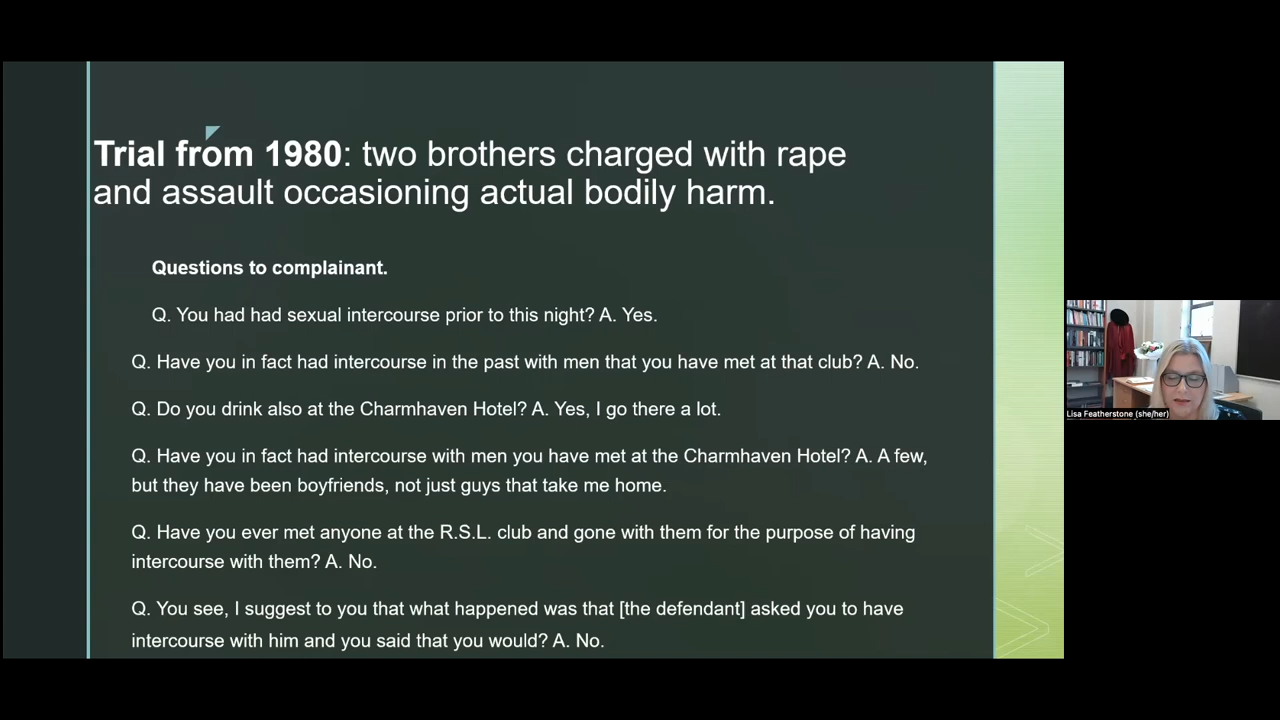 Trial from 1980: two brothers charged with rape
and assault occasioning actual bodily harm.
Questions to complainant.
Q. You had had sexual intercourse prior to this night? A. Yes.
Q. Have you in fact had intercourse in the past with men that you have met at that club? A. No.
Q. Do you drink also at the Charmhaven Hotel? A. Yes, I go there a lot.
Q. Have you in fact had intercourse with men you have met at the Charmhaven Hotel? A. A few,
but they have been boyfriends, not just guys that take me home.
Q. Have you ever met anyone at the R.S.L. club and gone with them for the purpose of having
intercourse with them? A. No.
Q. You see, I suggest to you that what happened was that [the defendant] asked you to have
intercourse with him and you said that you would? A. No.
Lisa Featherstone (she/her)